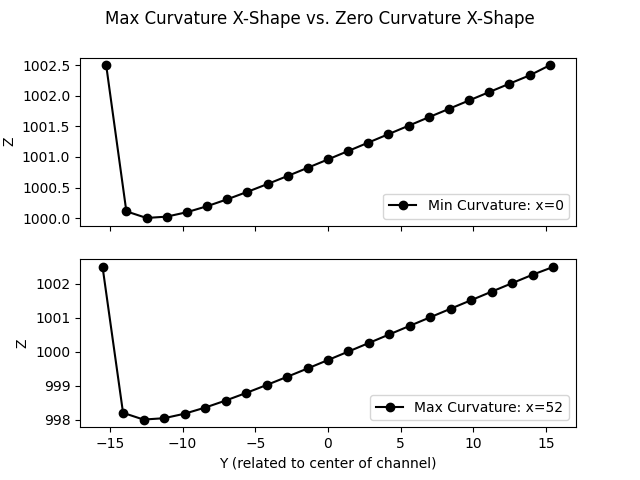 Max Curvature X-Shape vs. Zero Curvature X-Shape
1002.5
1002.0
1001.5
1001.0
1000.5
1000.0
Z
Min Curvature: x=0
1002
1001
1000
999
998
Z
Max Curvature: x=52
−15 −10 −5 0 5 10 15
Y (related to center of channel)